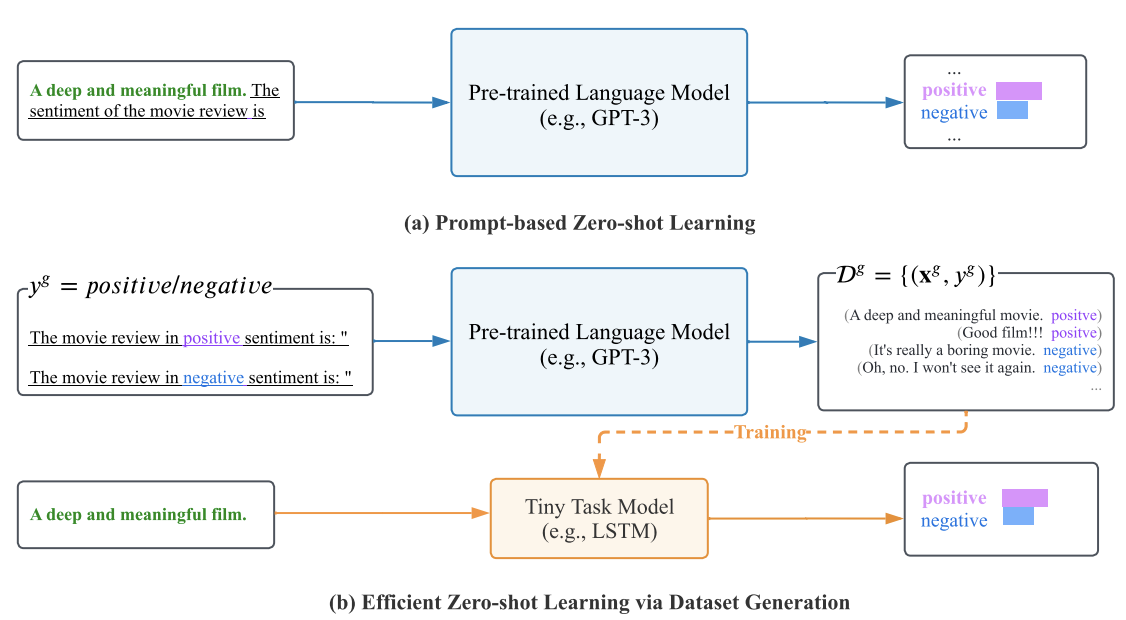 A deep and meaningful film. The
sentiment of the movie review is
Pre-trained Language Model
(e.g., GPT-3)
...
positive
negative
...
(a) Prompt-based Zero-shot Learning
y^g = positive/negative
The movie review in positive sentiment is: "
The movie review in negative sentiment is: "
Pre-trained Language Model
(e.g., GPT-3)
𝒟^g = {(x^g, y^g)}
(A deep and meaningful movie. positve)
(Good film!!! positve)
(It's really a boring movie. negative)
(Oh, no. I won't see it again. negative)
...
Training
A deep and meaningful film.
Tiny Task Model
(e.g., LSTM)
positive
negative
(b) Efficient Zero-shot Learning via Dataset Generation